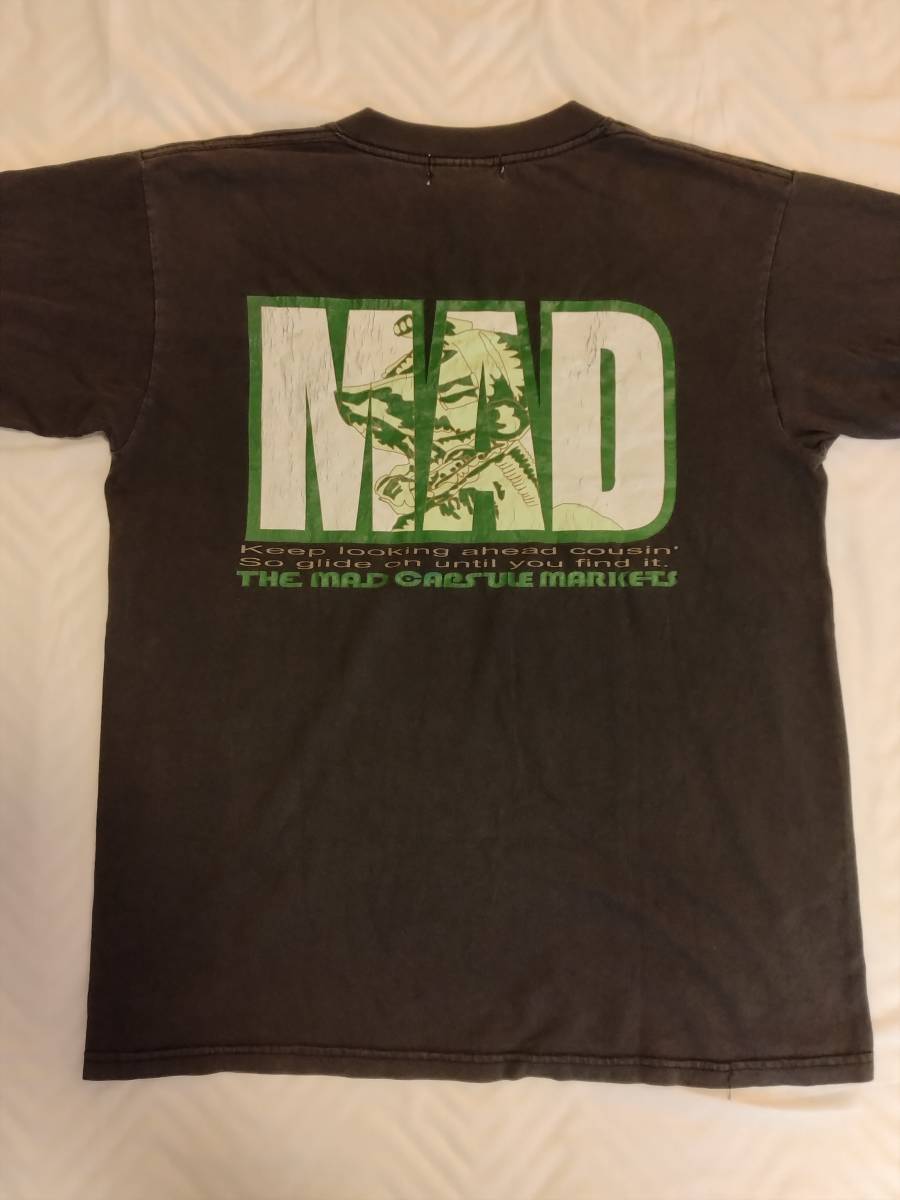 MAD
Keep looking ahead cousin'
So glide on until you find it.
THE MAD CAPSULE MARKETS